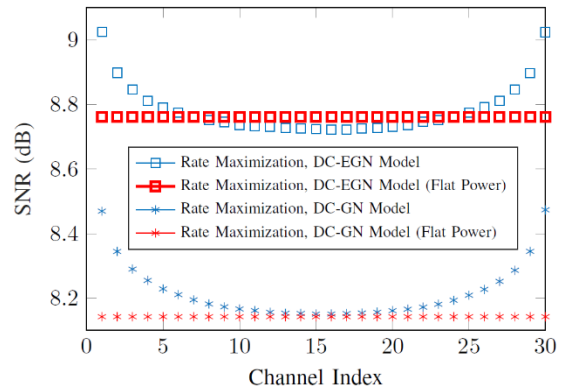 9
8.8
8.6
8.4
8.2
SNR (dB)
Rate Maximization, DC-EGN Model
Rate Maximization, DC-EGN Model (Flat Power)
Rate Maximization, DC-GN Model
Rate Maximization, DC-GN Model (Flat Power)
0 5 10 15 20 25 30
Channel Index